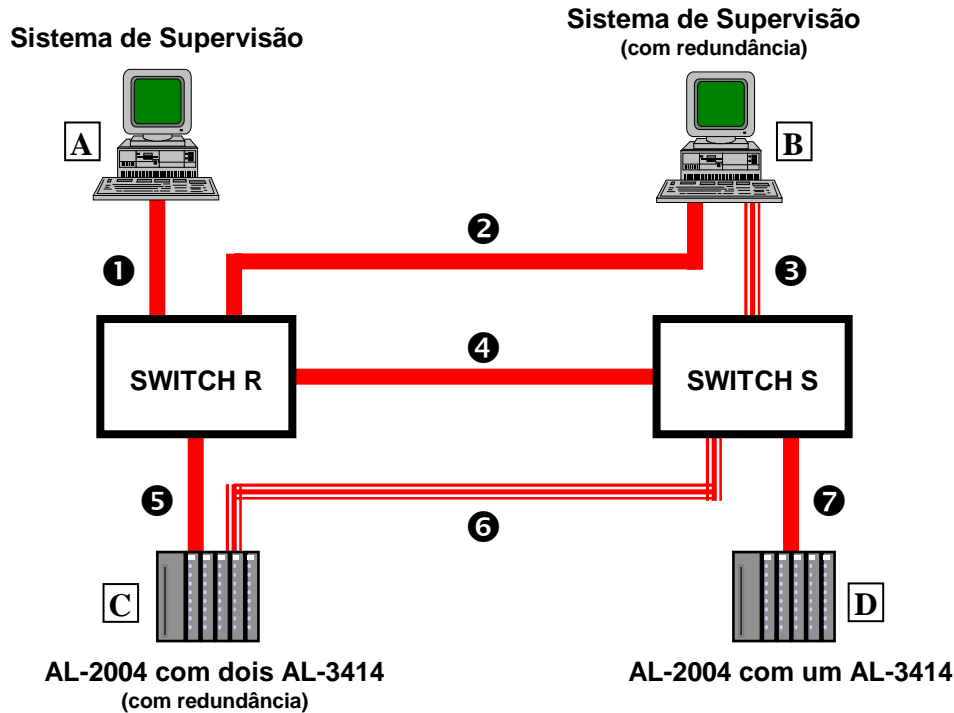 Sistema de Supervisão
Sistema de Supervisão
(com redundância)
A
B
❷
❶
❸
❹
SWITCH R
SWITCH S
❺
❻
❼
C
D
AL-2004 com dois AL-3414
(com redundância)
AL-2004 com um AL-3414